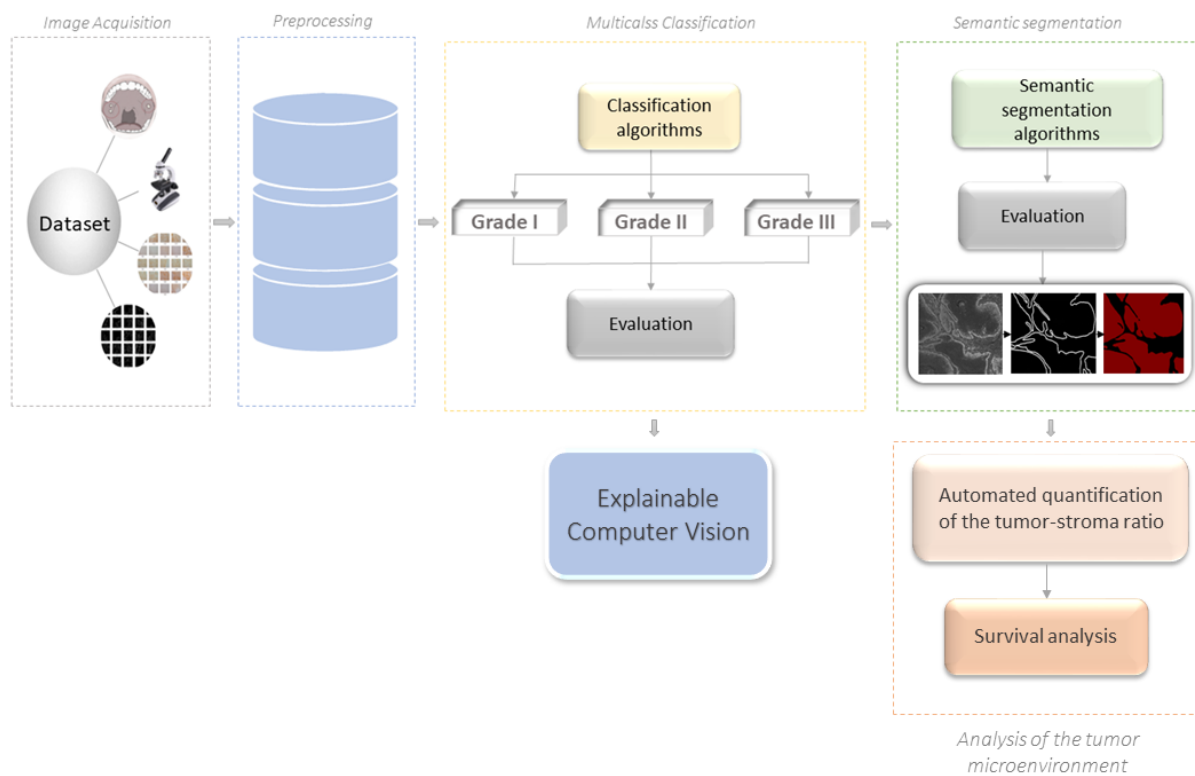 Image Acquisition
Preprocessing
Multicalss Classification
Semantic segmentation
Dataset
Classification
algorithms
Grade I
Grade II
Grade III
Evaluation
Semantic
segmentation
algorithms
Evaluation
Explainable
Computer Vision
Automated quantification
of the tumor-stroma ratio
Survival analysis
Analysis of the tumor
microenvironment